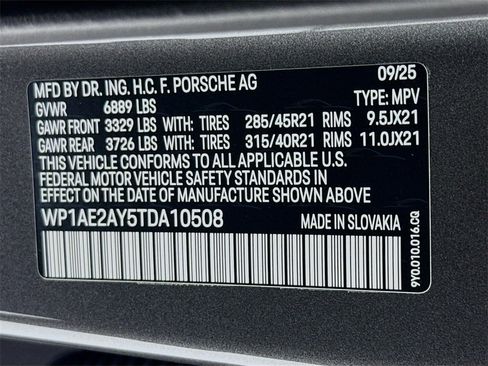 MFD BY DR. ING. H.C. F. PORSCHE AG 09/25
GVWR 6889 LBS TYPE: MPV
GAWR FRONT 3329 LBS WITH: TIRES 285/45R21 RIMS 9.5JX21
GAWR REAR 3726 LBS WITH: TIRES 315/40R21 RIMS 11.0JX21
THIS VEHICLE CONFORMS TO ALL APPLICABLE
FEDERAL MOTOR VEHICLE SAFETY STANDARDS IN
EFFECT ON THE DATE OF MANUFACTURE SHOWN ABOVE
WP1AE2AY5TDA10508
MADE IN SLOVAKIA
9Y0.010.016.CQ